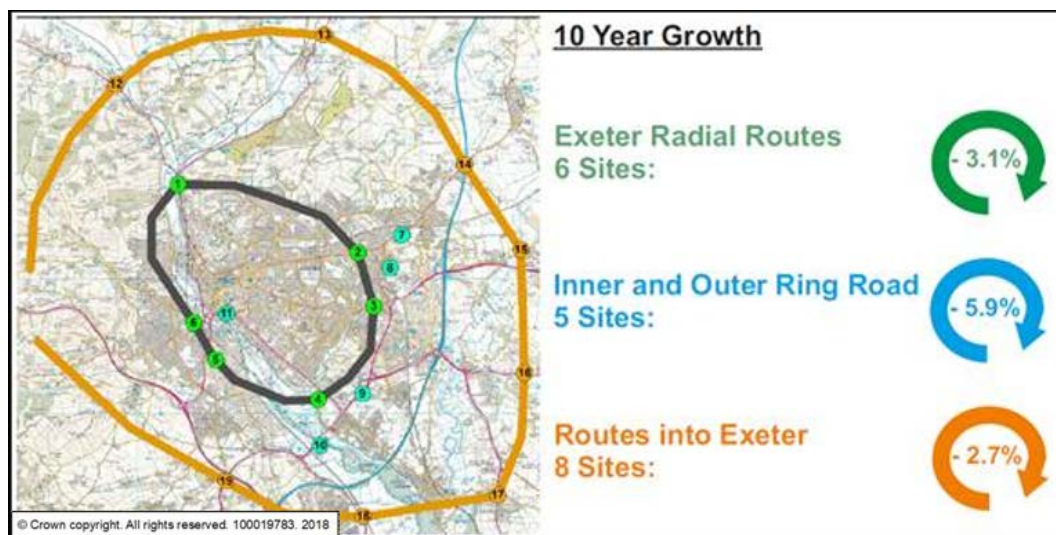 10 Year Growth
Exeter Radial Routes
6 Sites:
- 3.1%
Inner and Outer Ring Road
5 Sites:
- 5.9%
Routes into Exeter
8 Sites:
- 2.7%
13
12
14
1
7
2
8
15
3
11
6
5
16
9
4
10
19
17
18
© Crown copyright. All rights reserved. 100019783. 2018